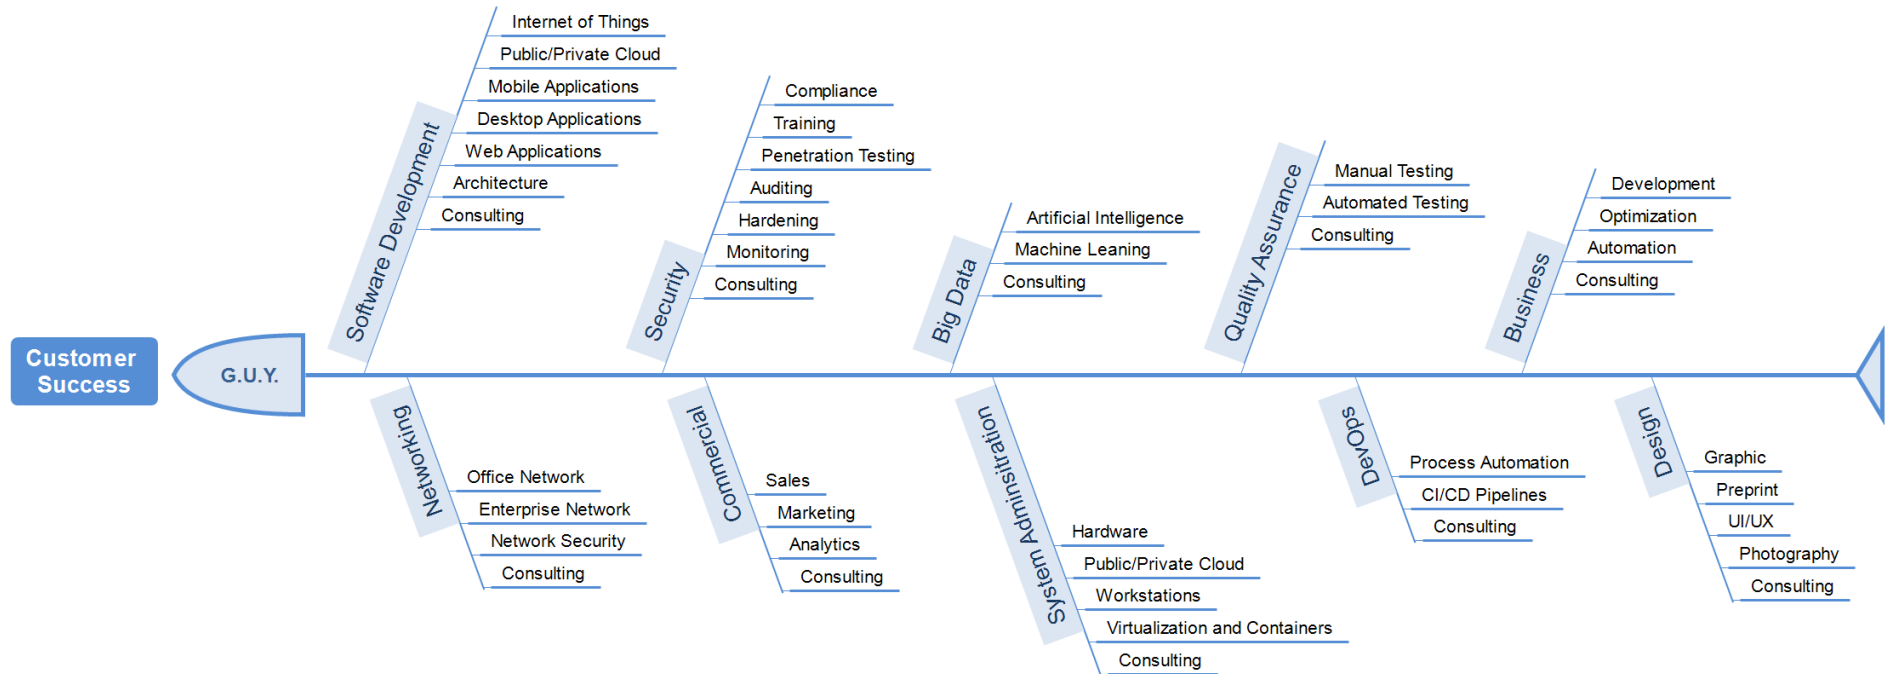 Customer
Success
G.U.Y.
Software Development
Internet of Things
Public/Private Cloud
Mobile Applications
Desktop Applications
Web Applications
Architecture
Consulting
Security
Compliance
Training
Penetration Testing
Auditing
Hardening
Monitoring
Consulting
Big Data
Artificial Intelligence
Machine Leaning
Consulting
Quality Assurance
Manual Testing
Automated Testing
Consulting
Business
Development
Optimization
Automation
Consulting
Networking
Office Network
Enterprise Network
Network Security
Consulting
Commercial
Sales
Marketing
Analytics
Consulting
System Adminsitration
Hardware
Public/Private Cloud
Workstations
Virtualization and Containers
Consulting
DevOps
Process Automation
CI/CD Pipelines
Consulting
Design
Graphic
Preprint
UI/UX
Photography
Consulting